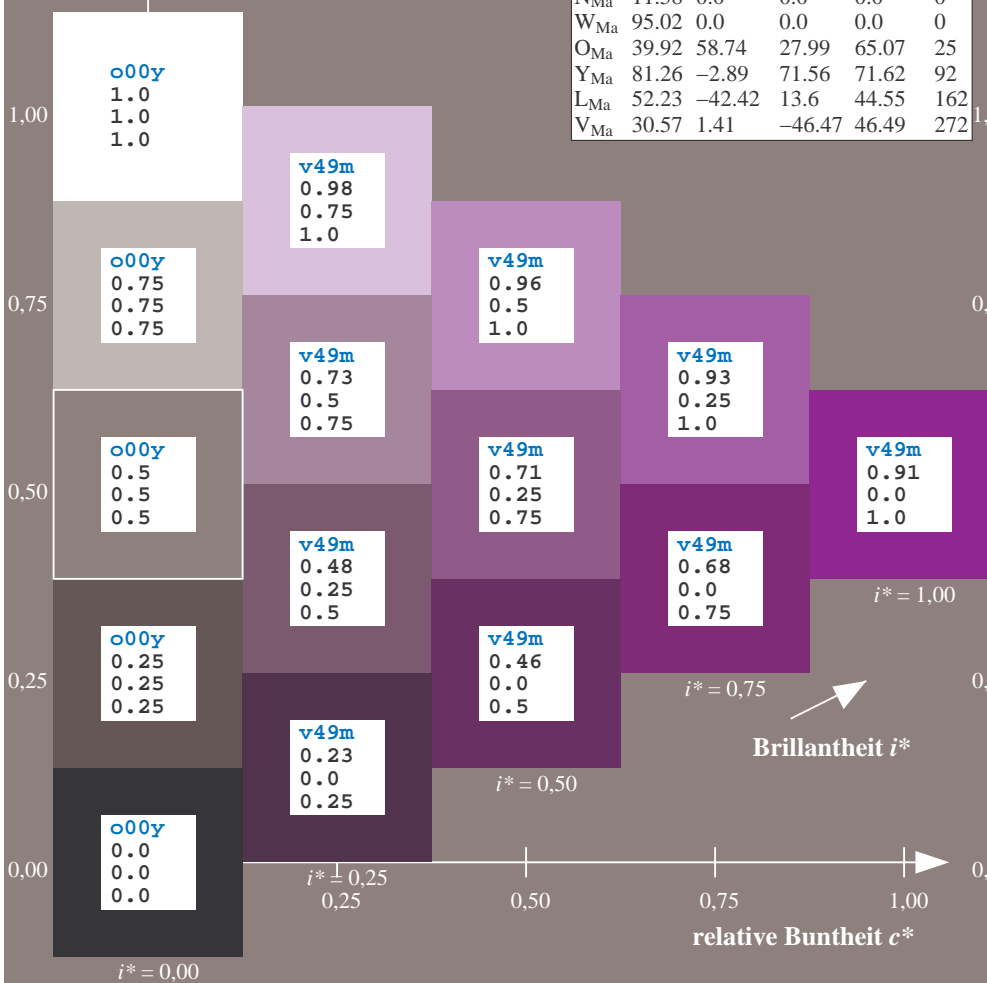 W_Ma 95.02 0.0 0.0 0.0 0
O_Ma 39.92 58.74 27.99 65.07 25
Y_Ma 81.26 −2.89 71.56 71.62 92
L_Ma 52.23 −42.42 13.6 44.55 162
V_Ma 30.57 1.41 −46.47 46.49 272
1,00
0,75
0,50
0,25
0,00
o00y
1.0
1.0
1.0
o00y
0.75
0.75
0.75
o00y
0.5
0.5
0.5
o00y
0.25
0.25
0.25
o00y
0.0
0.0
0.0
i* = 0,00
v49m
0.98
0.75
1.0
v49m
0.73
0.5
0.75
v49m
0.48
0.25
0.5
v49m
0.23
0.0
0.25
i* = 0,25
v49m
0.96
0.5
1.0
v49m
0.71
0.25
0.75
v49m
0.46
0.0
0.5
i* = 0,50
v49m
0.93
0.25
1.0
v49m
0.68
0.0
0.75
i* = 0,75
v49m
0.91
0.0
1.0
i* = 1,00
Brillantheit i*
0,25 0,50 0,75 1,00
relative Buntheit c*